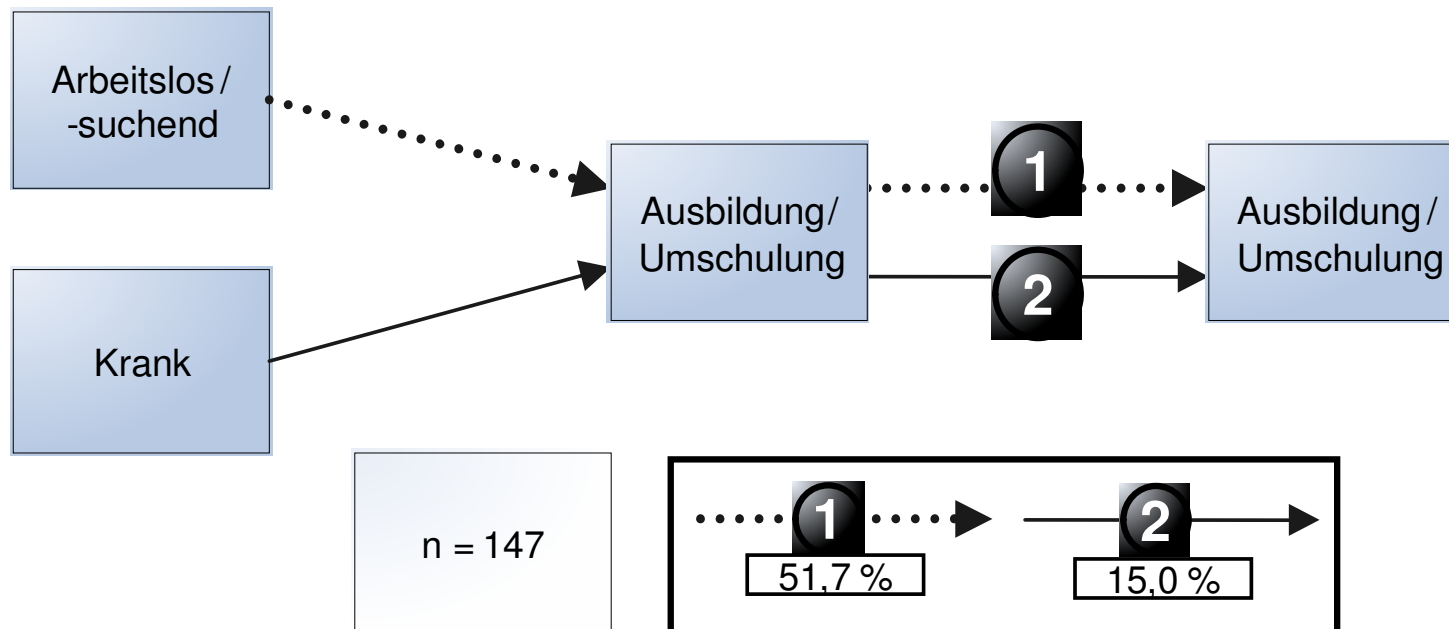 Arbeitslos /
-suchend
Krank
Ausbildung/
Umschulung
1
2
Ausbildung /
Umschulung
n = 147
1
51,7 %
2
15,0 %